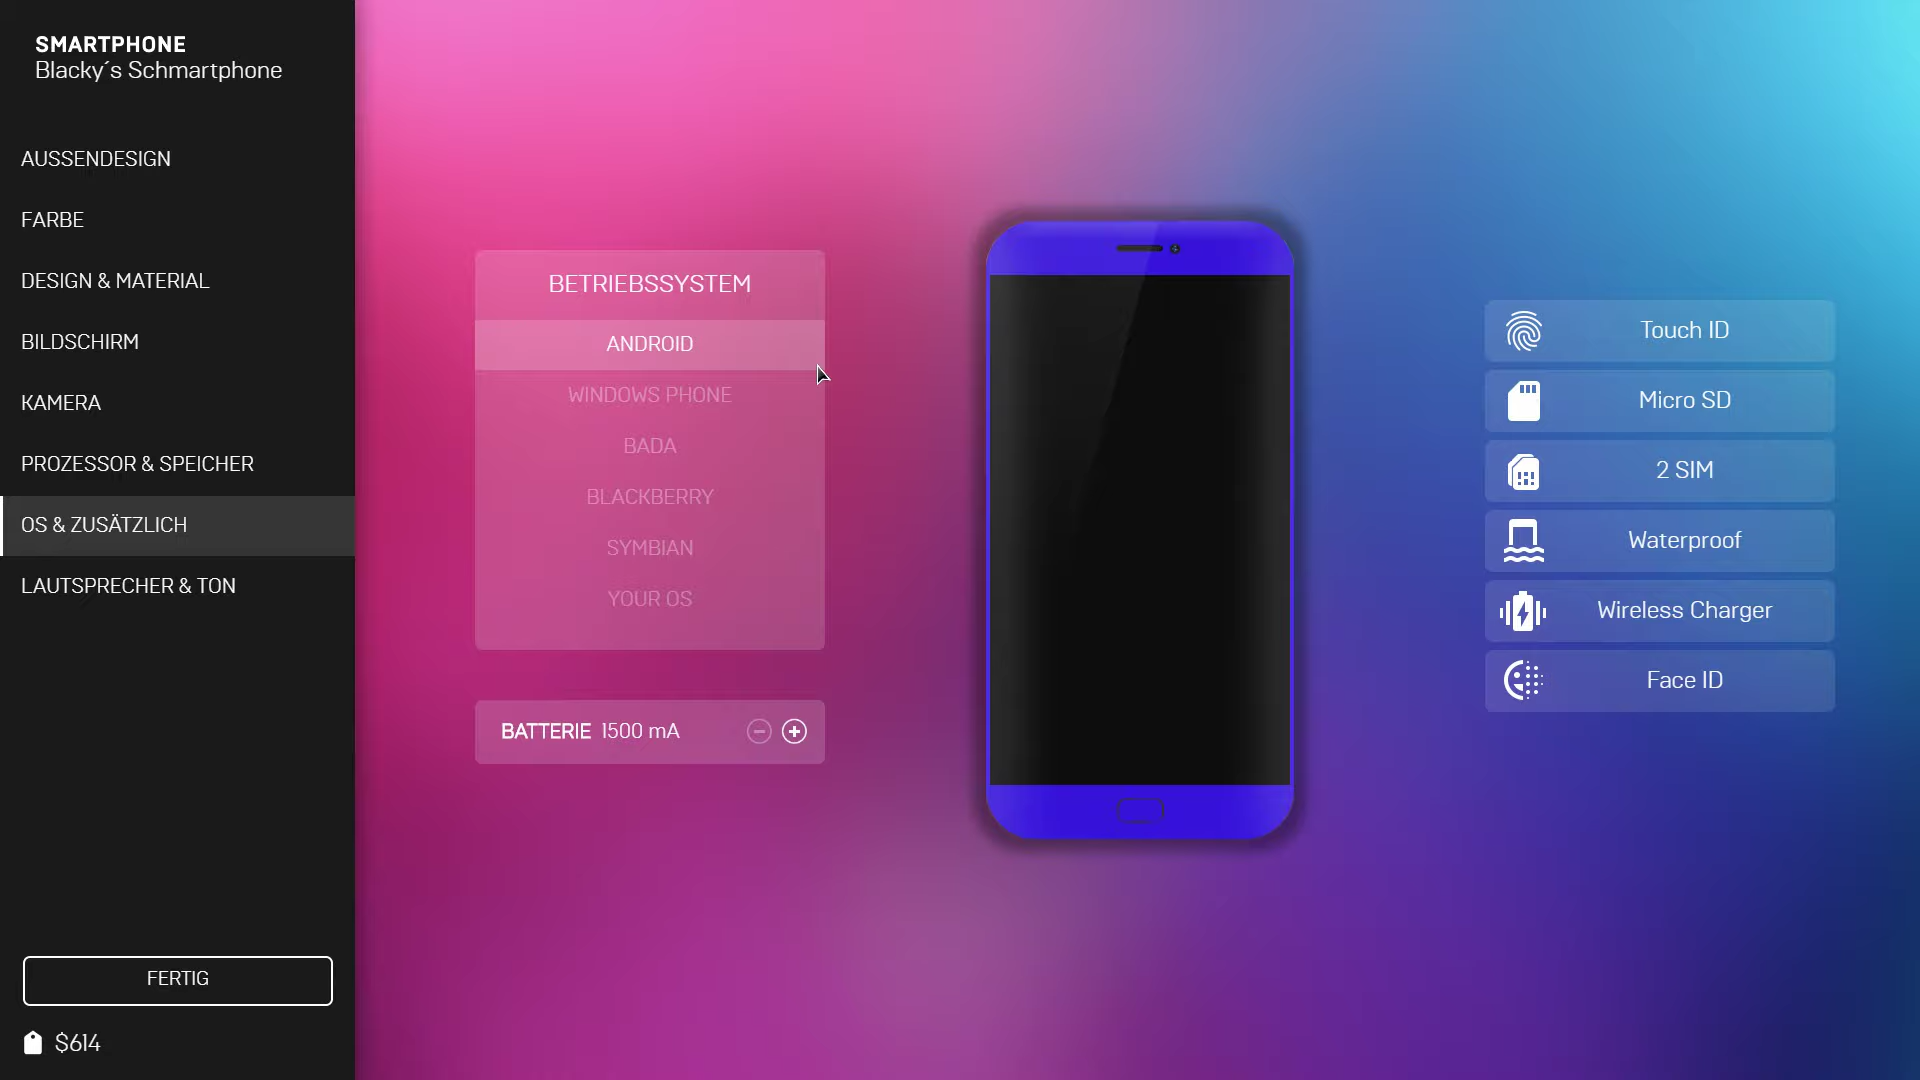 SMARTPHONE
Blacky´s Schmartphone
AUSSENDESIGN
FARBE
DESIGN & MATERIAL
BILDSCHIRM
KAMERA
PROZESSOR & SPEICHER
OS & ZUSÄTZLICH
LAUTSPRECHER & TON
FERTIG
$614
BETRIEBSSYSTEM
ANDROID
WINDOWS PHONE
BADA
BLACKBERRY
SYMBIAN
YOUR OS
BATTERIE 1500 mA
Touch ID
Micro SD
2 SIM
Waterproof
Wireless Charger
Face ID